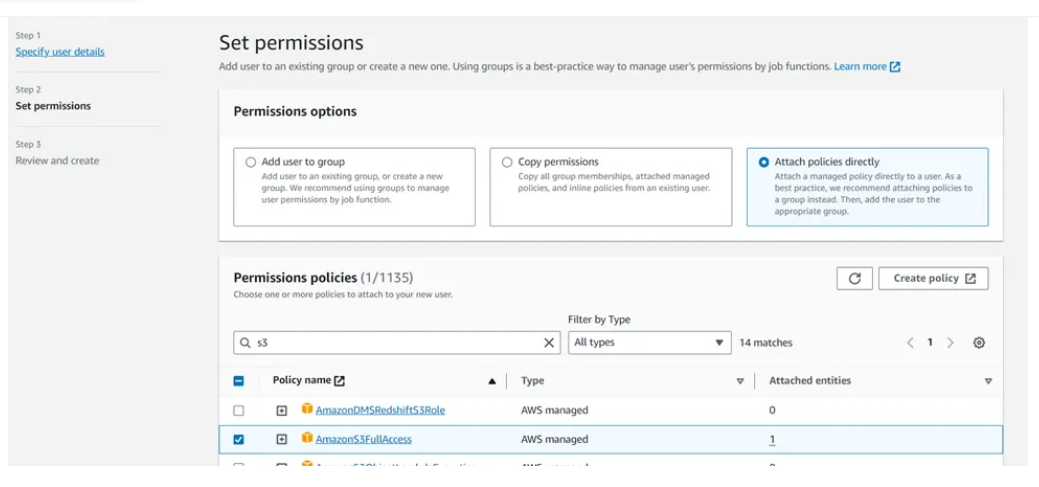 Step 1
Specify user details
Step 2
Set permissions
Step 3
Review and create
Set permissions
Add user to an existing group or create a new one. Using groups is a best-practice way to manage user's permissions by job functions. Learn more
Permissions options
Add user to group
Add user to an existing group, or create a new
group. We recommend using groups to manage
user permissions by job function.
Copy permissions
Copy all group memberships, attached managed
policies, and inline policies from an existing user.
Attach policies directly
Attach a managed policy directly to a user. As a
best practice, we recommend attaching policies to
a group instead. Then, add the user to the
appropriate group.
Permissions policies (1/1135)
Choose one or more policies to attach to your new user.
Create policy
Filter by Type
s3
All types
14 matches
1
Policy name
Type
Attached entities
AmazonDMSRedshiftS3Role
AWS managed
0
AmazonS3FullAccess
AWS managed
1